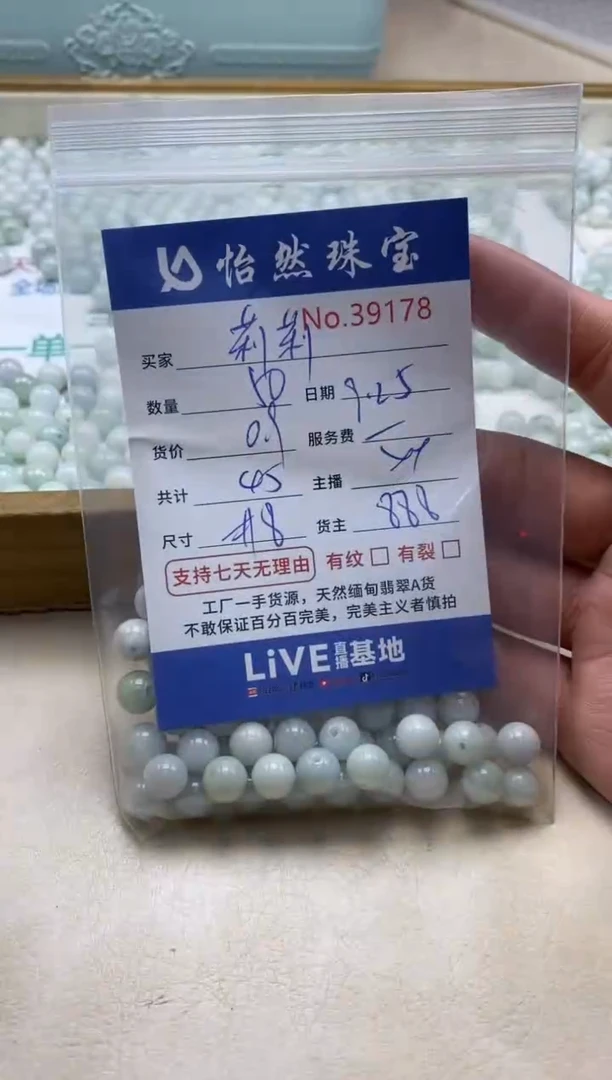 怡然珠宝
No.39178
买家 莉莉
数量 50 日期 9.25
货价 0.9 服务费
共计 45 主播
尺寸 #8 货主 888
支持七天无理由 有纹 有裂
工厂一手货源，天然缅甸翡翠A货
不敢保证百分百完美，完美主义者慎拍
LiVE直播基地